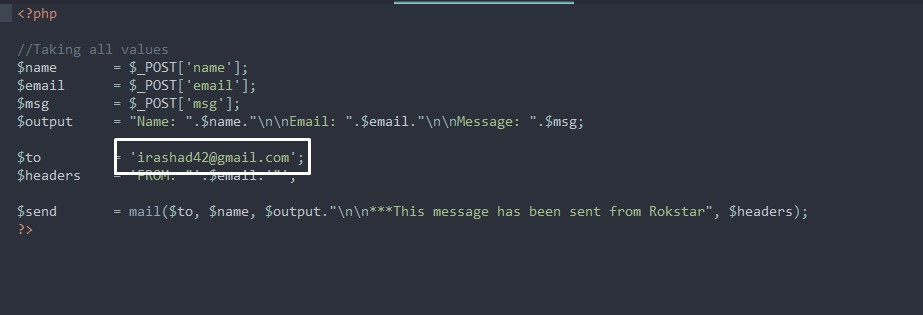 <?php
//Taking all values
$name = $_POST['name'];
$email = $_POST['email'];
$msg = $_POST['msg'];
$output = "Name: ".$name."\n\nEmail: ".$email."\n\nMessage: ".$msg;
$to = 'irashad42@gmail.com';
$headers = 'FROM: "'.$email.'"';
$send = mail($to, $name, $output."\n\n***This message has been sent from Rokstar", $headers);
?>